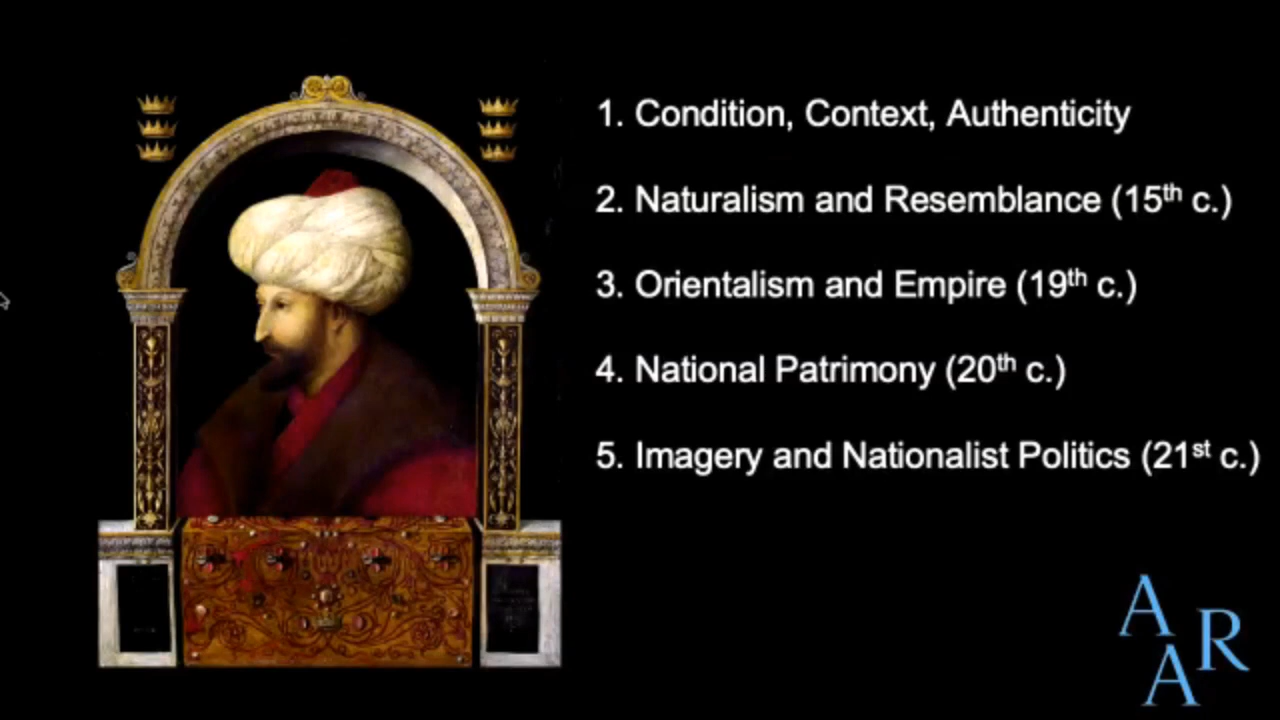 1. Condition, Context, Authenticity
2. Naturalism and Resemblance (15th c.)
3. Orientalism and Empire (19th c.)
4. National Patrimony (20th c.)
5. Imagery and Nationalist Politics (21st c.)
A
R
A